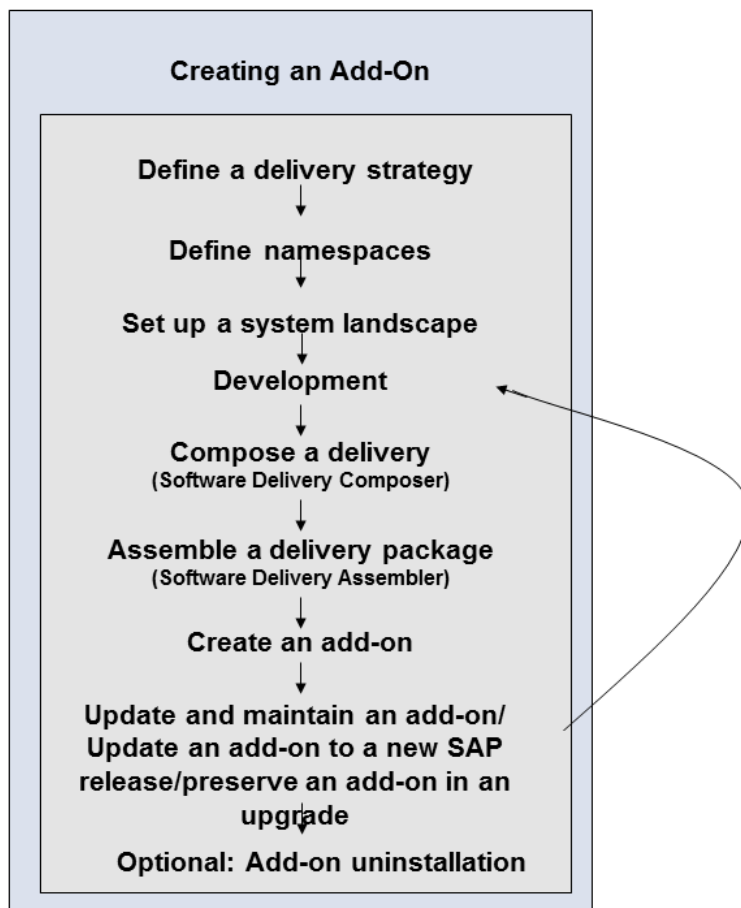 Creating an Add-On
Define a delivery strategy
Define namespaces
Set up a system landscape
Development
Compose a delivery
(Software Delivery Composer)
Assemble a delivery package
(Software Delivery Assembler)
Create an add-on
Update and maintain an add-on/
Update an add-on to a new SAP
release/preserve an add-on in an
upgrade
Optional: Add-on uninstallation